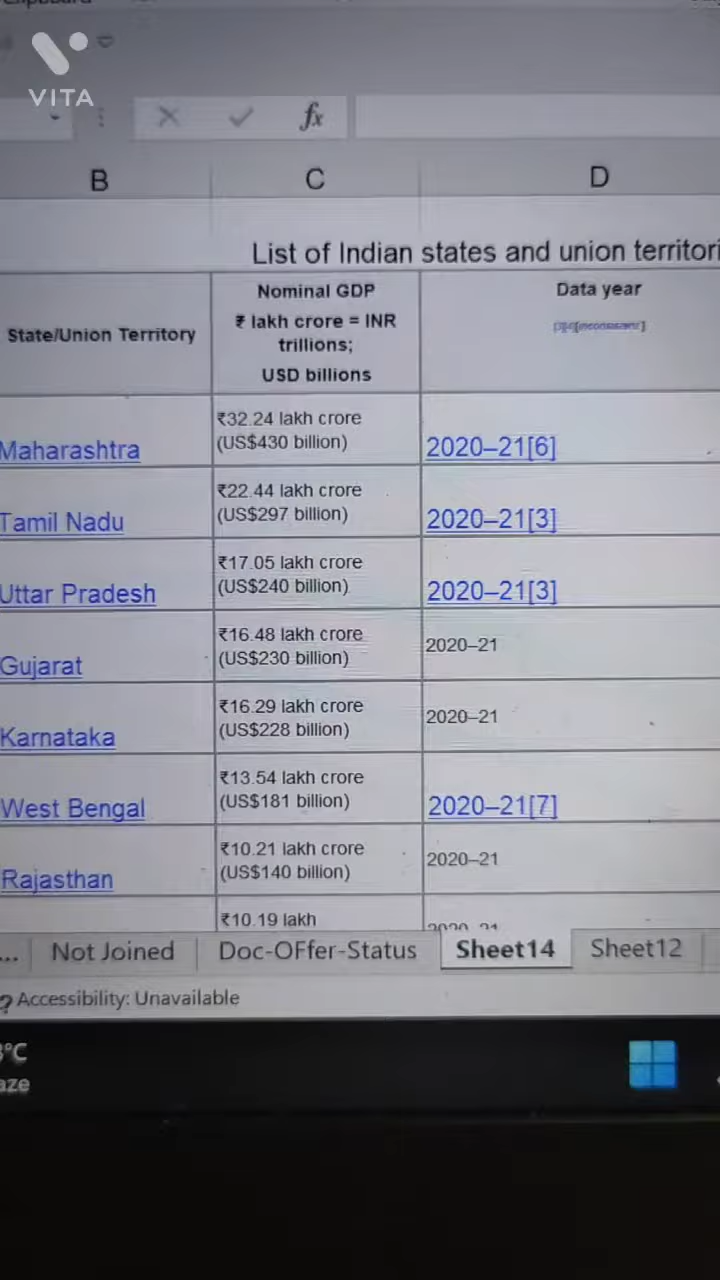 VITA
fx
B C D
List of Indian states and union
State/Union Territory
Nominal GDP
₹ lakh crore = INR
trillions;
USD billions
Data year
Maharashtra
₹32.24 lakh crore
(US$430 billion)
2020–21[6]
Tamil Nadu
₹22.44 lakh crore
(US$297 billion)
2020–21[3]
Uttar Pradesh
₹17.05 lakh crore
(US$240 billion)
2020–21[3]
Gujarat
₹16.48 lakh crore
(US$230 billion)
2020–21
Karnataka
₹16.29 lakh crore
(US$228 billion)
2020–21
West Bengal
₹13.54 lakh crore
(US$181 billion)
2020–21[7]
Rajasthan
₹10.21 lakh crore
(US$140 billion)
2020–21
₹10.19 lakh
... Not Joined Doc-OFfer-Status Sheet14 Sheet12
Accessibility: Unavailable
°C